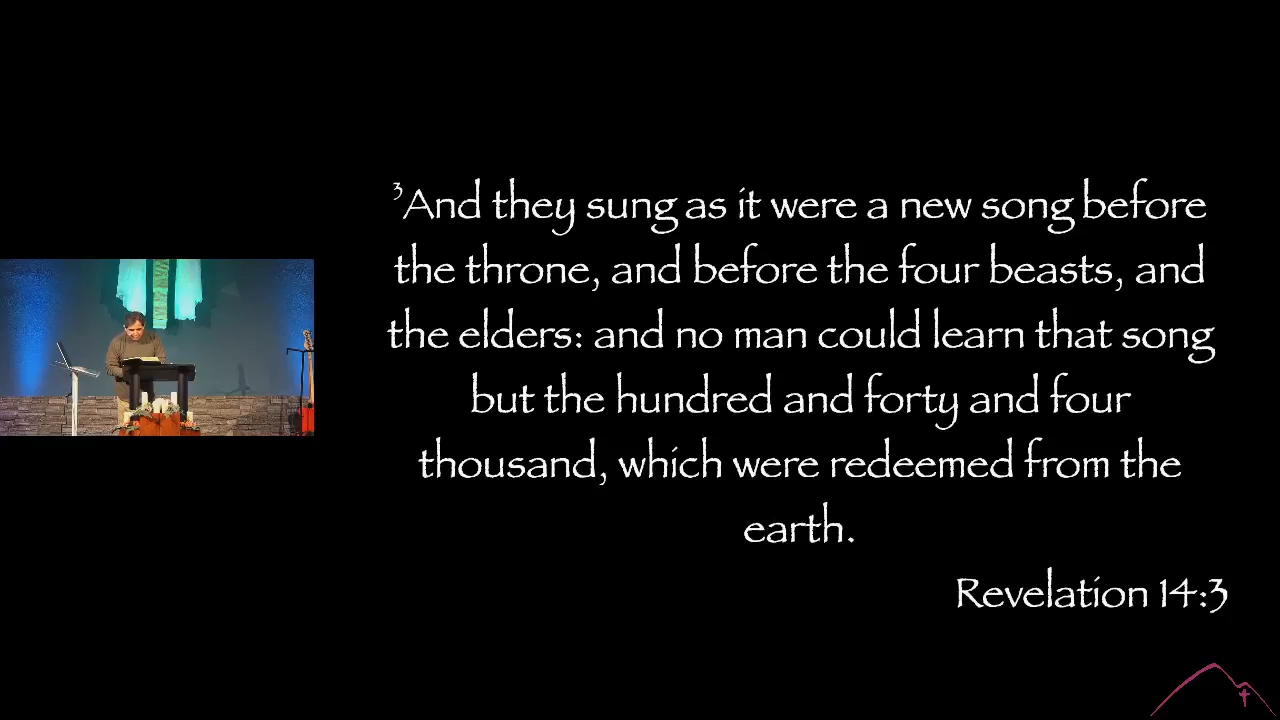 ³And they sung as it were a new song before
the throne, and before the four beasts, and
the elders: and no man could learn that song
but the hundred and forty and four
thousand, which were redeemed from the
earth.
Revelation 14:3